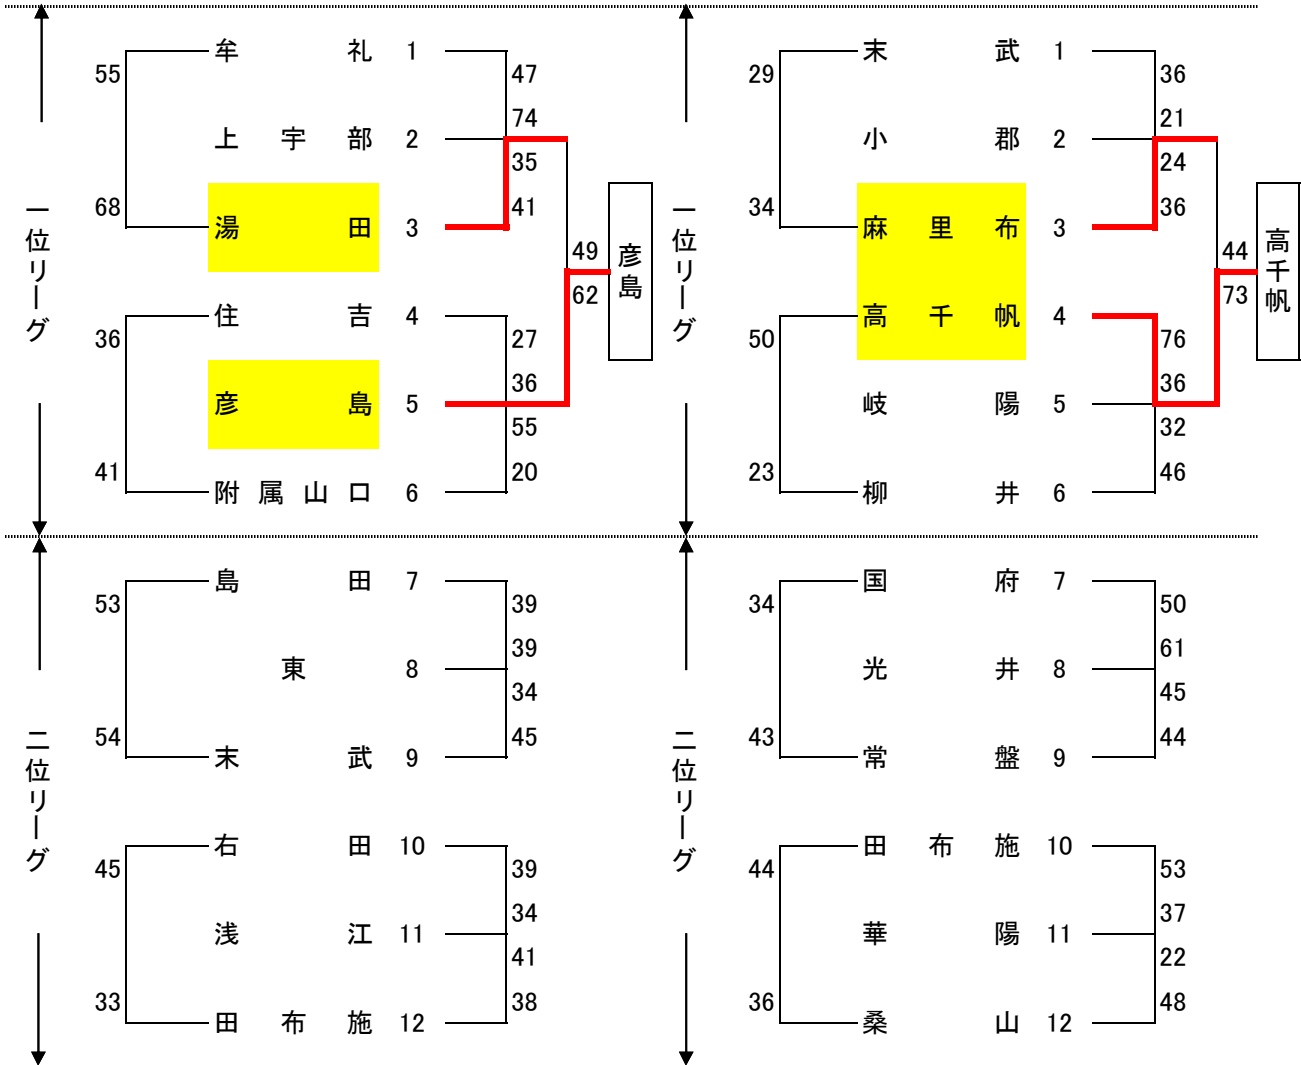 一位リーグ
55 牟礼 1 47
74
上宇部 2
35
68 湯田 3 41
49
彦島
62
36 住吉 4 27
36
彦島 5
55
41 附属山口 6 20
一位リーグ
29 末武 1 36
21
小郡 2
24
34 麻里布 3 36
44
高千帆
73
50 高千帆 4 76
36
岐陽 5
32
23 柳井 6 46
二位リーグ
53 島田 7 39
39
東 8
34
54 末武 9 45
45 右田 10 39
34
浅江 11
41
33 田布施 12 38
二位リーグ
34 国府 7 50
61
光井 8
45
43 常盤 9 44
44 田布施 10 53
37
華陽 11
22
36 桑山 12 48